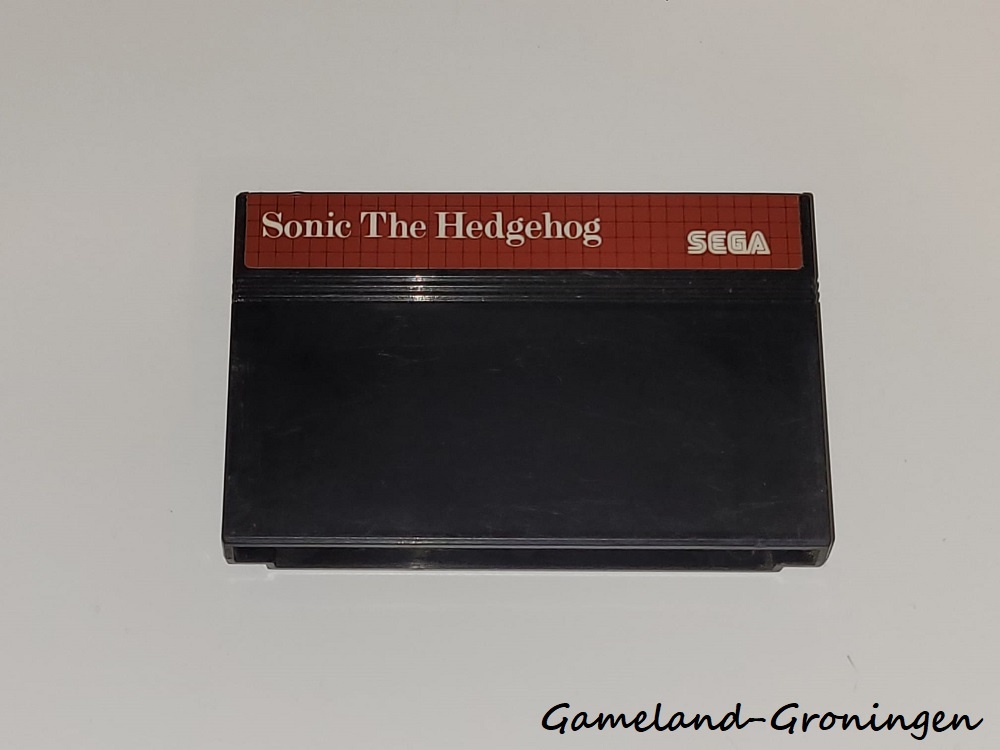 Sonic The Hedgehog
SEGA
Gameland-Groningen